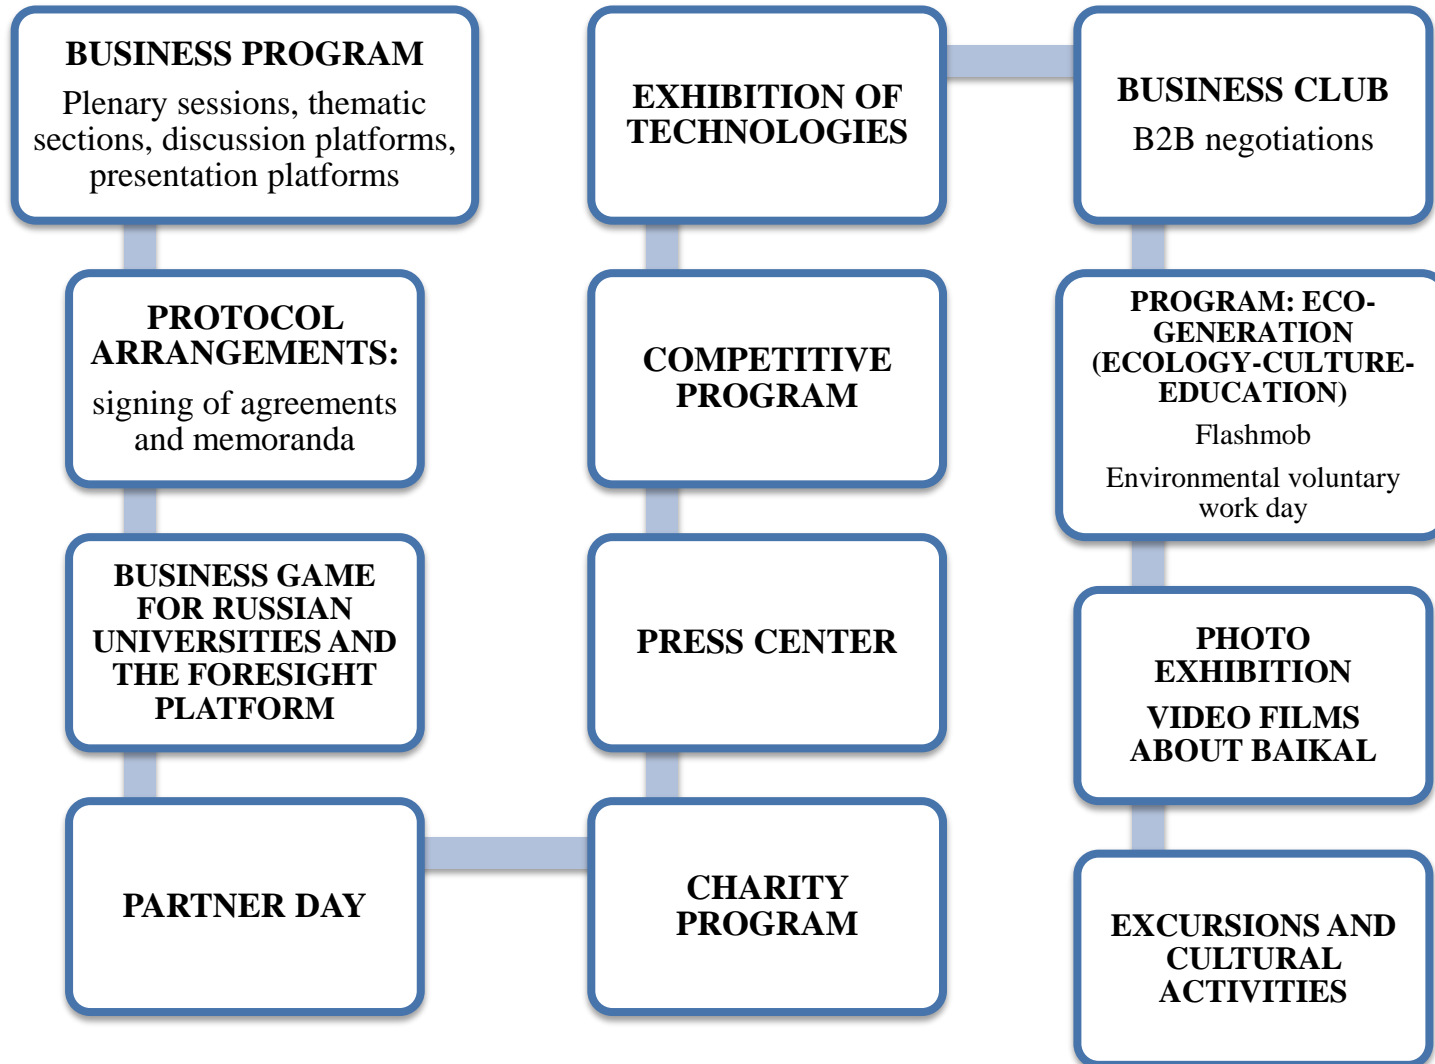 BUSINESS PROGRAM
Plenary sessions, thematic
sections, discussion platforms,
presentation platforms
PROTOCOL
ARRANGEMENTS:
signing of agreements
and memoranda
BUSINESS GAME
FOR RUSSIAN
UNIVERSITIES AND
THE FORESIGHT
PLATFORM
PARTNER DAY
CHARITY
PROGRAM
PRESS CENTER
COMPETITIVE
PROGRAM
EXHIBITION OF
TECHNOLOGIES
BUSINESS CLUB
B2B negotiations
PROGRAM: ECO-
GENERATION
(ECOLOGY-CULTURE-
EDUCATION)
Flashmob
Environmental voluntary
work day
PHOTO
EXHIBITION
VIDEO FILMS
ABOUT BAIKAL
EXCURSIONS AND
CULTURAL
ACTIVITIES